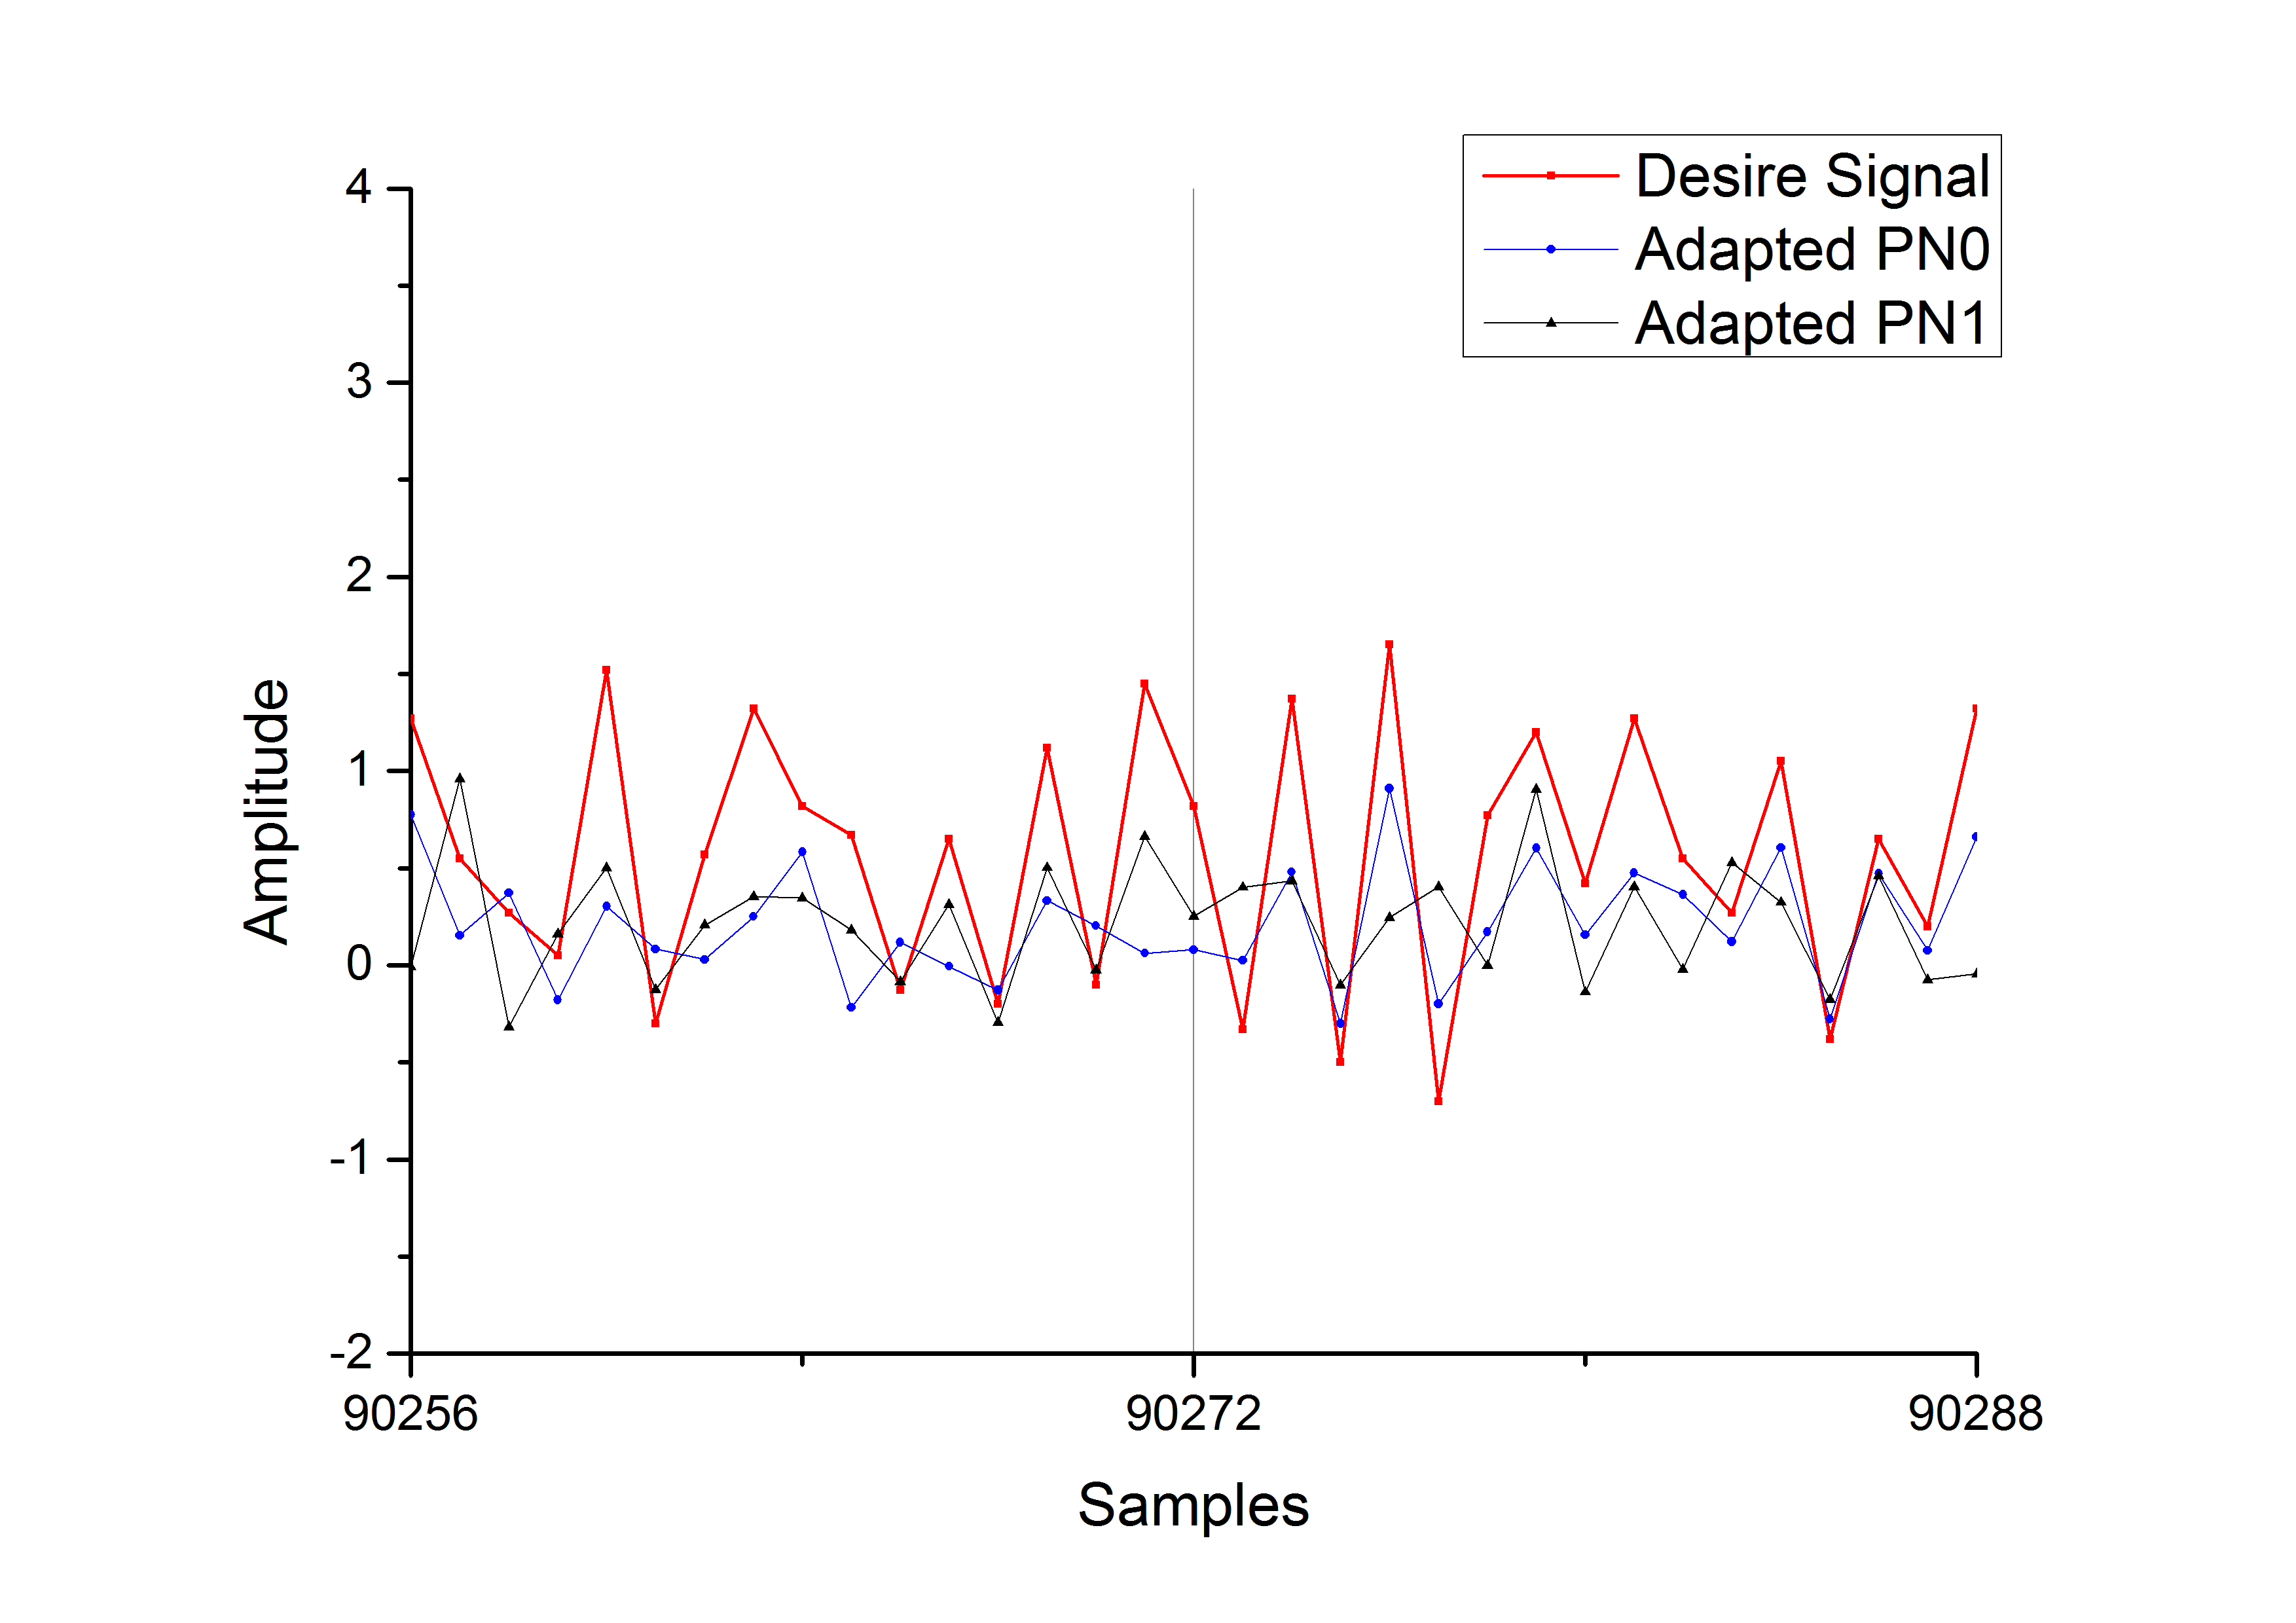 Desire Signal
Adapted PN0
Adapted PN1
4
3
2
1
0
-1
-2
Amplitude
90256
90272
90288
Samples